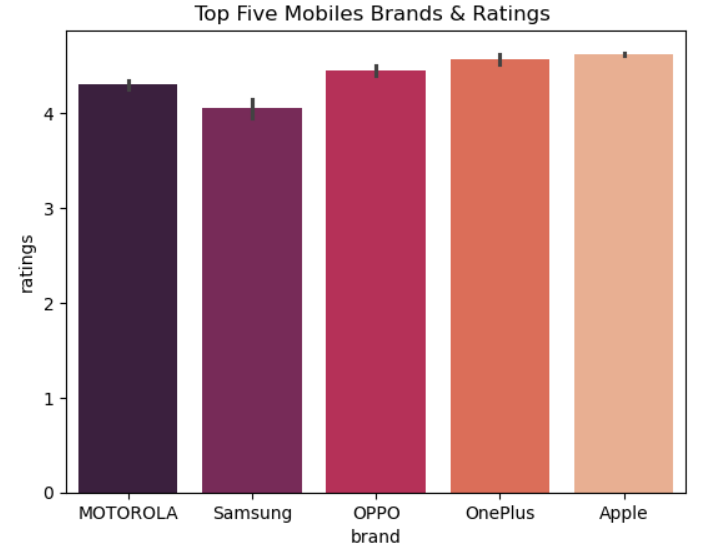 Top Five Mobiles Brands & Ratings
ratings
4
3
2
1
0
MOTOROLA Samsung OPPO OnePlus Apple
brand